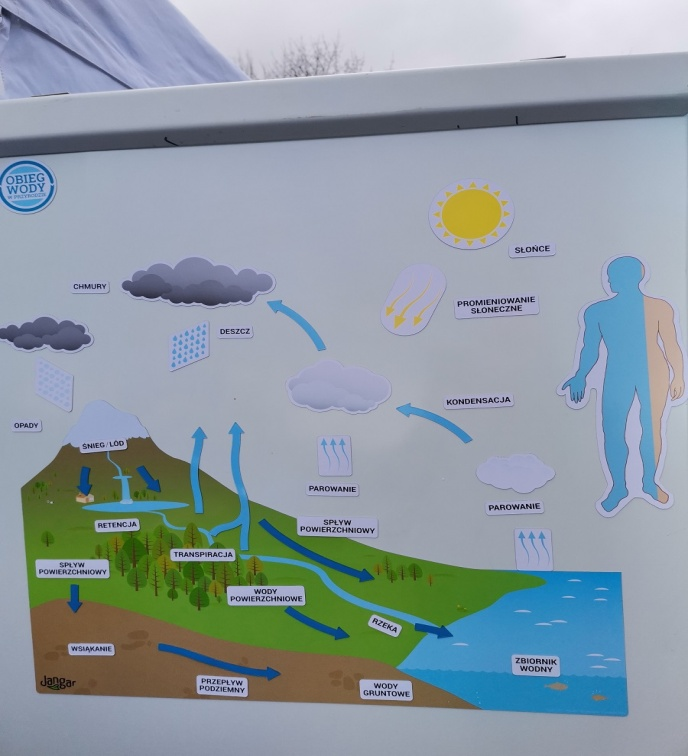 OBIEG
WODY
W PRZYRODZIE
SŁOŃCE
CHMURY
PROMIENIOWANIE
SŁONECZNE
DESZCZ
KONDENSACJA
OPADY
ŚNIEG / LÓD
PAROWANIE
PAROWANIE
RETENCJA
SPŁYW
POWIERZCHNIOWY
TRANSPIRACJA
SPŁYW
POWIERZCHNIOWY
WODY
POWIERZCHNIOWE
RZEKA
WSIĄKANIE
ZBIORNIK
WODNY
PRZEPŁYW
PODZIEMNY
WODY
GRUNTOWE
Jangar